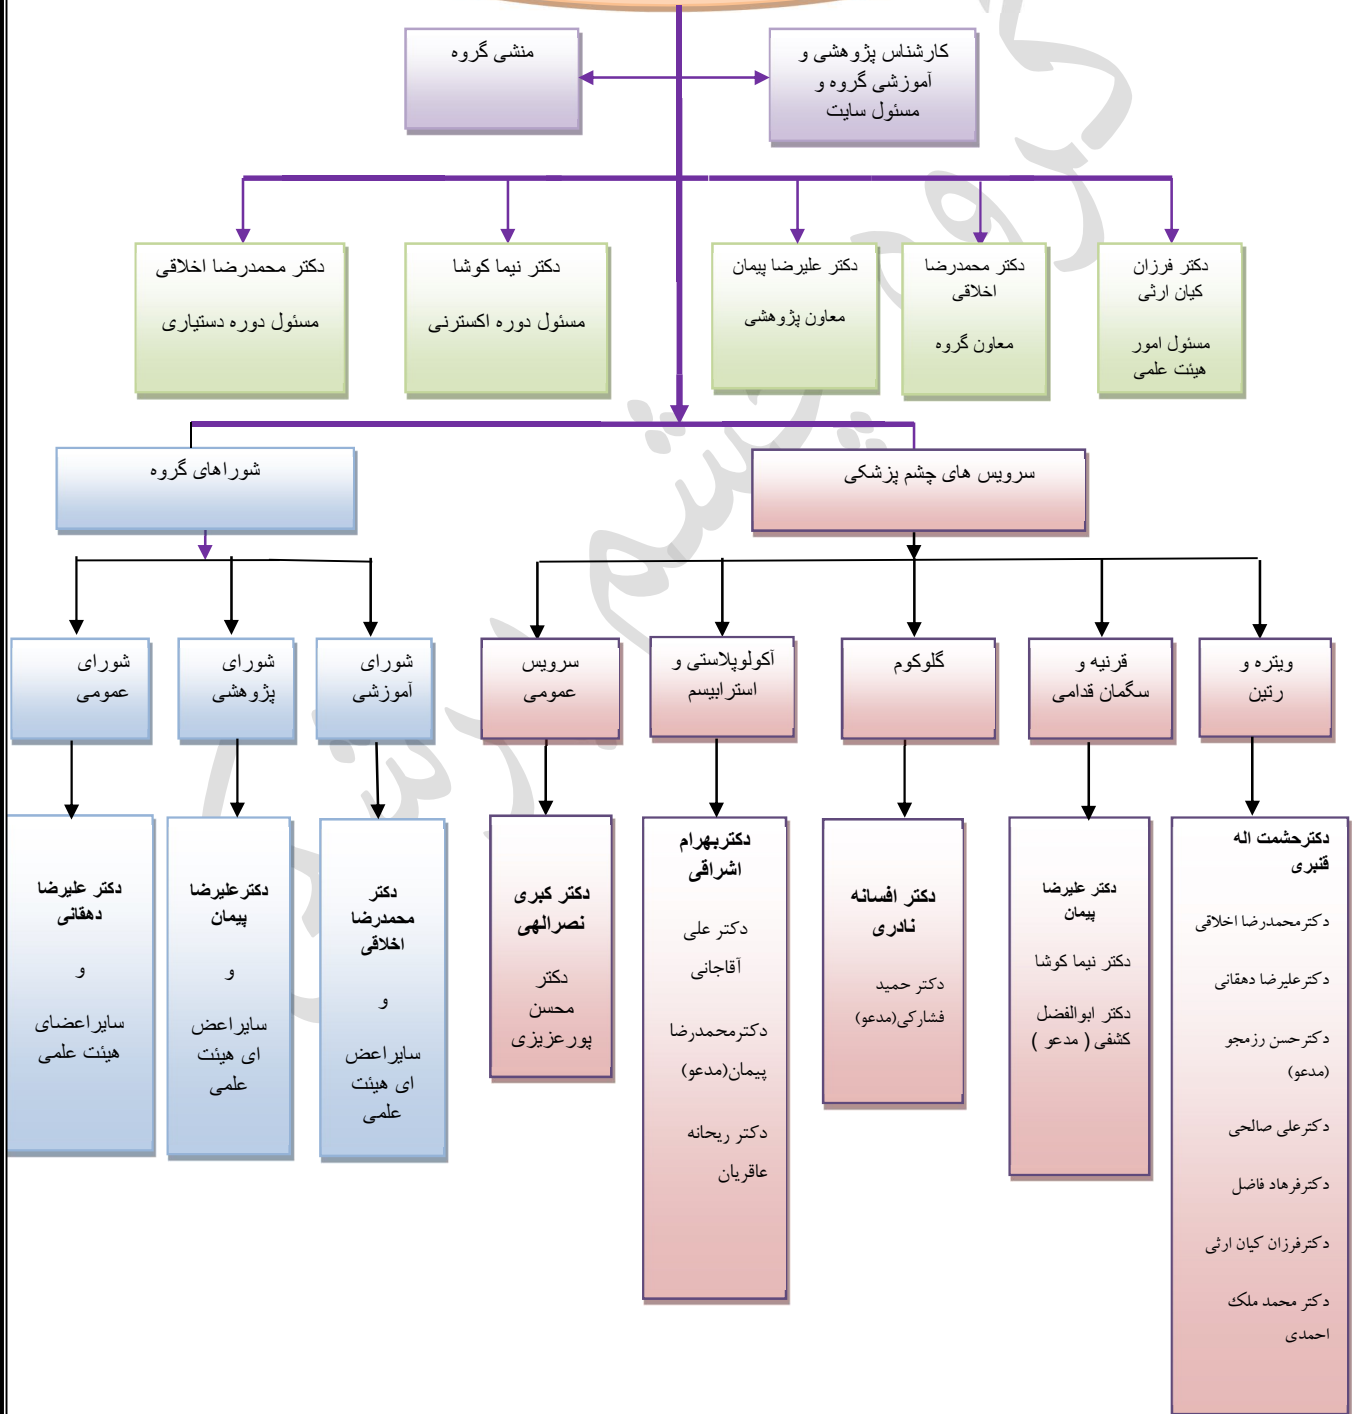 کارشناس پژوهشی و
آموزشی گروه و
مسئول سایت
منشی گروه
دکتر فرزان
کیان ارثی
مسئول امور
هیئت علمی
دکتر محمدرضا
اخلاقی
معاون گروه
دکتر علیرضا پیمان
معاون پژوهشی
دکتر نیما کوشا
مسئول دوره اکسترنی
دکتر محمدرضا اخلاقی
مسئول دوره دستیاری
سرویس های چشم پزشکی
شوراهای گروه
ویتره و
رتین
قرنیه و
سگمان قدامی
گلوکوم
آکولوپلاستی و
استرابیسم
سرویس
عمومی
شورای
آموزشی
شورای
پژوهشی
شورای
عمومی
دکترحشمت اله
قنبری
دکترمحمدرضا اخلاقی
دکترعلیرضا دهقانی
دکترحسن رزمجو
(مدعو)
دکترعلی صالحی
دکترفرهاد فاضل
دکترفرزان کیان ارثی
دکتر محمد ملک
احمدی
دکتر علیرضا
پیمان
دکتر نیما کوشا
دکتر ابوالفضل
کشفی ( مدعو )
دکتر افسانه
نادری
دکتر حمید
فشارکی(مدعو)
دکتربهرام
اشراقی
دکتر علی
آقاجانی
دکترمحمدرضا
پیمان(مدعو)
دکتر ریحانه
عاقریان
دکتر کبری
نصرالهی
دکتر
محسن
پورعزیزی
دکتر
محمدرضا
اخلاقی
و
سایراعض
ای هیئت
علمی
دکترعلیرضا
پیمان
و
سایراعض
ای هیئت
علمی
دکتر علیرضا
دهقانی
و
سایراعضای
هیئت علمی